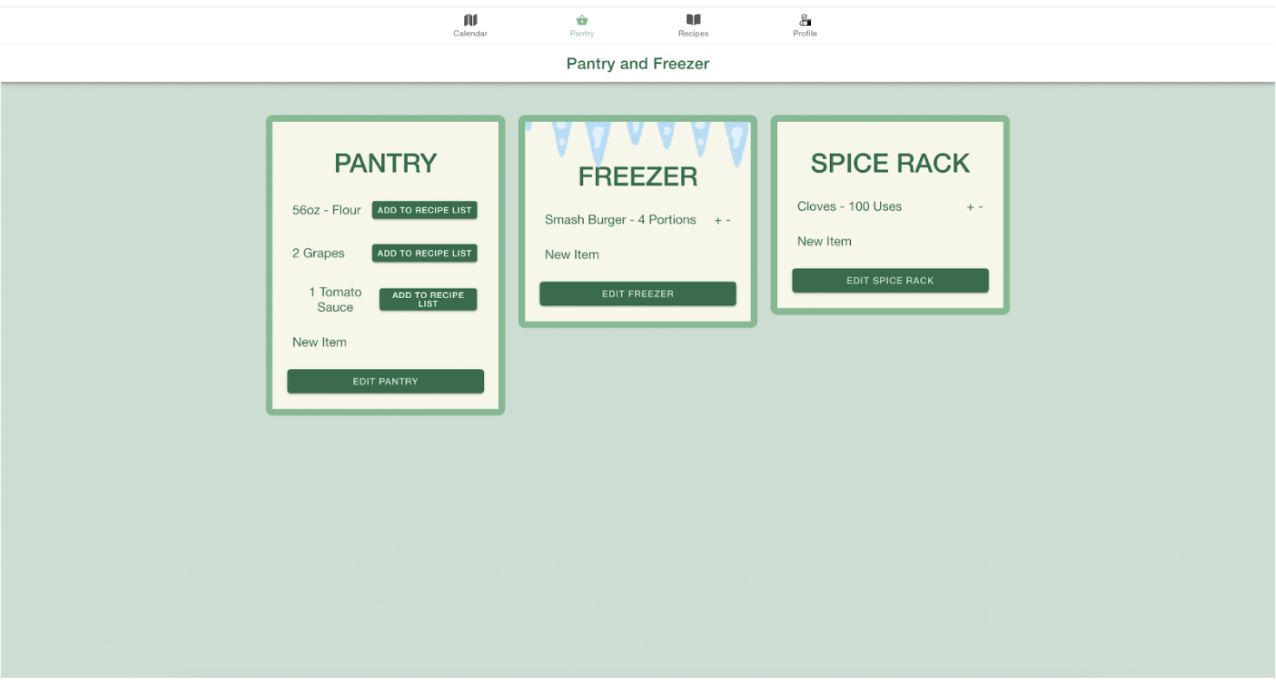 Calendar
Pantry
Recipes
Profile
Pantry and Freezer
PANTRY
56oz - Flour ADD TO RECIPE LIST
2 Grapes ADD TO RECIPE LIST
1 Tomato
Sauce
ADD TO RECIPE
LIST
New Item
EDIT PANTRY
FREEZER
Smash Burger - 4 Portions + -
New Item
EDIT FREEZER
SPICE RACK
Cloves - 100 Uses + -
New Item
EDIT SPICE RACK